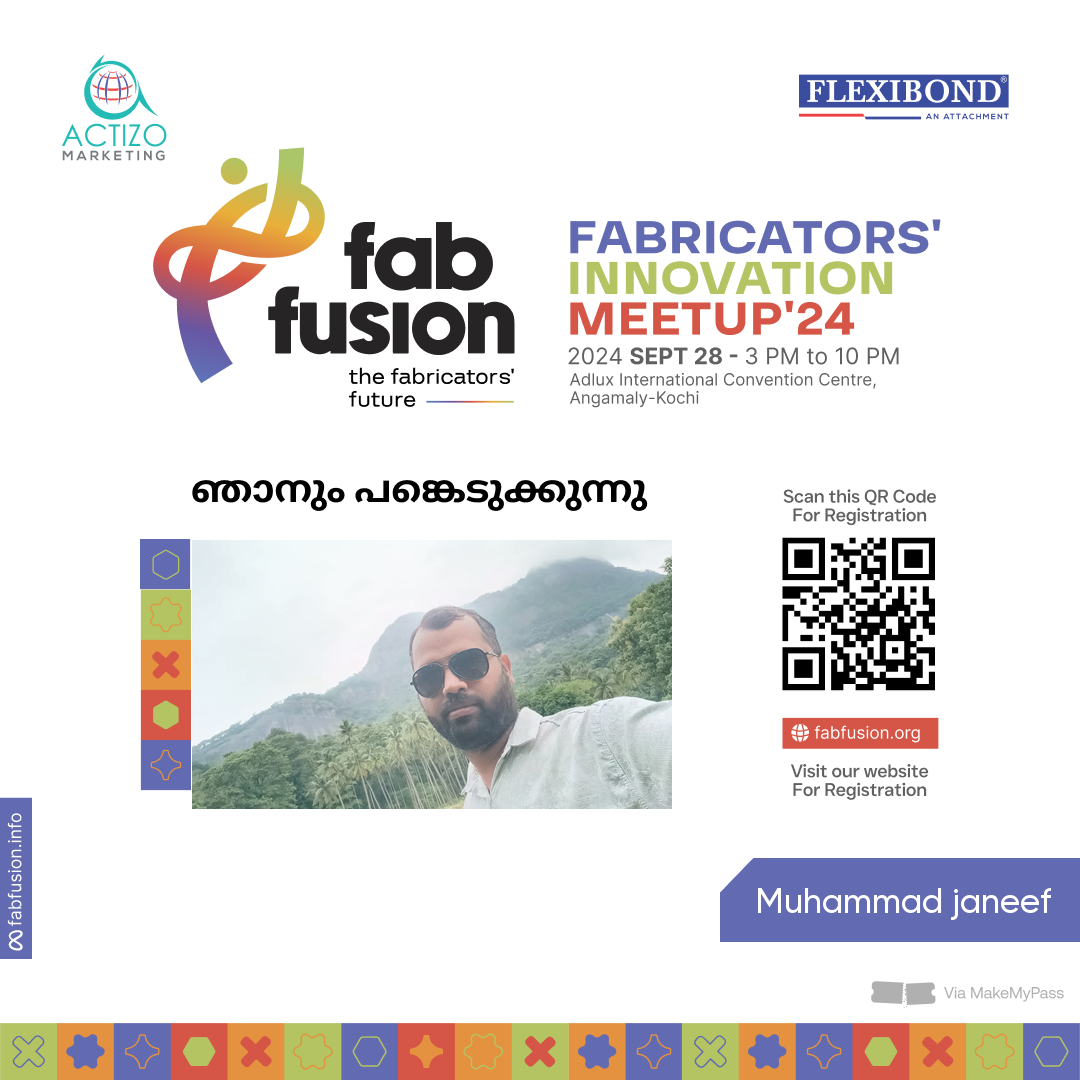 ACTIZO
MARKETING
FLEXIBOND®
AN ATTACHMENT
fab
fusion
the fabricators'
future
FABRICATORS'
INNOVATION
MEETUP'24
2024 SEPT 28 - 3 PM to 10 PM
Adlux International Convention Centre,
Angamaly-Kochi
ഞാനും പങ്കെടുക്കുന്നു
Scan this QR Code
For Registration
fabfusion.org
Visit our website
For Registration
fabfusion.info
Muhammad janeef
Via MakeMyPass